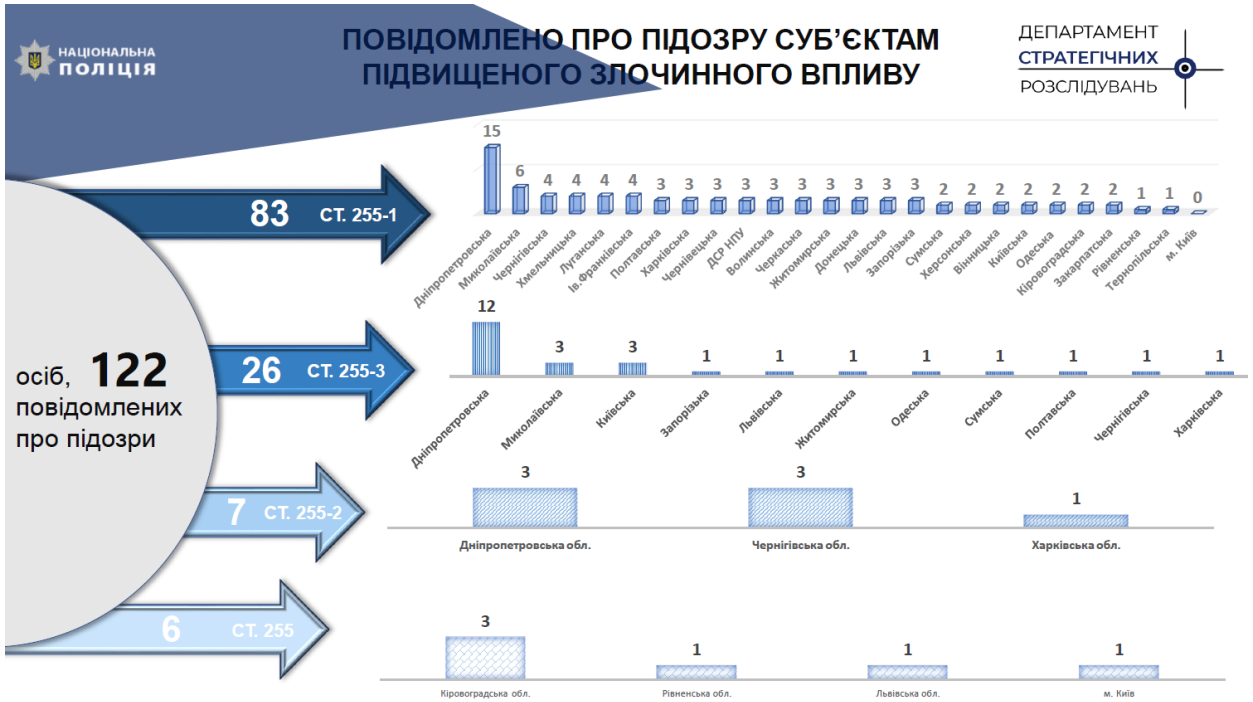 НАЦІОНАЛЬНА
ПОЛІЦІЯ
ПОВІДОМЛЕНО ПРО ПІДОЗРУ СУБ'ЄКТАМ
ПІДВИЩЕНОГО ЗЛОЧИННОГО ВПЛИВУ
ДЕПАРТАМЕНТ
СТРАТЕГІЧНИХ
РОЗСЛІДУВАНЬ
осіб, 122
повідомлених
про підозри
83 СТ. 255-1
15 6 4 4 4 4 3 3 3 3 3 3 3 3 3 3 2 2 2 2 2 2 2 1 1 0
Дніпропетровська
Миколаївська
Чернігівська
Хмельницька
Луганська
Ів.Франківська
Полтавська
Харківська
Чернівецька
ДСР НПУ
Волинська
Черкаська
Житомирська
Донецька
Львівська
Запорізька
Сумська
Херсонська
Вінницька
Київська
Одеська
Кіровоградська
Закарпатська
Рівненська
Тернопільська
м. Київ
26 СТ. 255-3
12 3 3 1 1 1 1 1 1 1 1
Дніпропетровська
Миколаївська
Київська
Запорізька
Львівська
Житомирська
Одеська
Сумська
Полтавська
Чернігівська
Харківська
7 СТ. 255-2
3 3 1
Дніпропетровська обл. Чернігівська обл. Харківська обл.
6 СТ. 255
3 1 1 1
Кіровоградська обл. Рівненська обл. Львівська обл. м. Київ